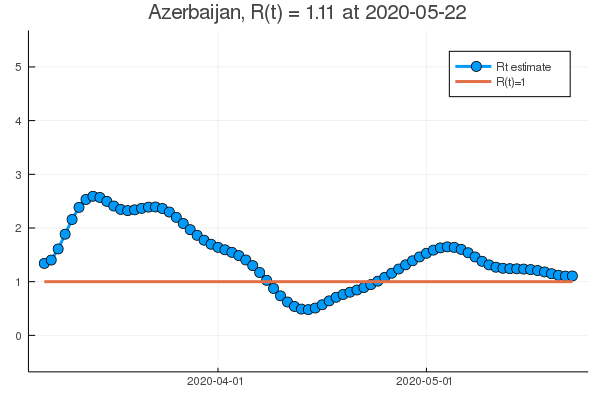 Azerbaijan, R(t) = 1.11 at 2020-05-22
Rt estimate
R(t)=1
5
4
3
2
1
0
2020-04-01
2020-05-01